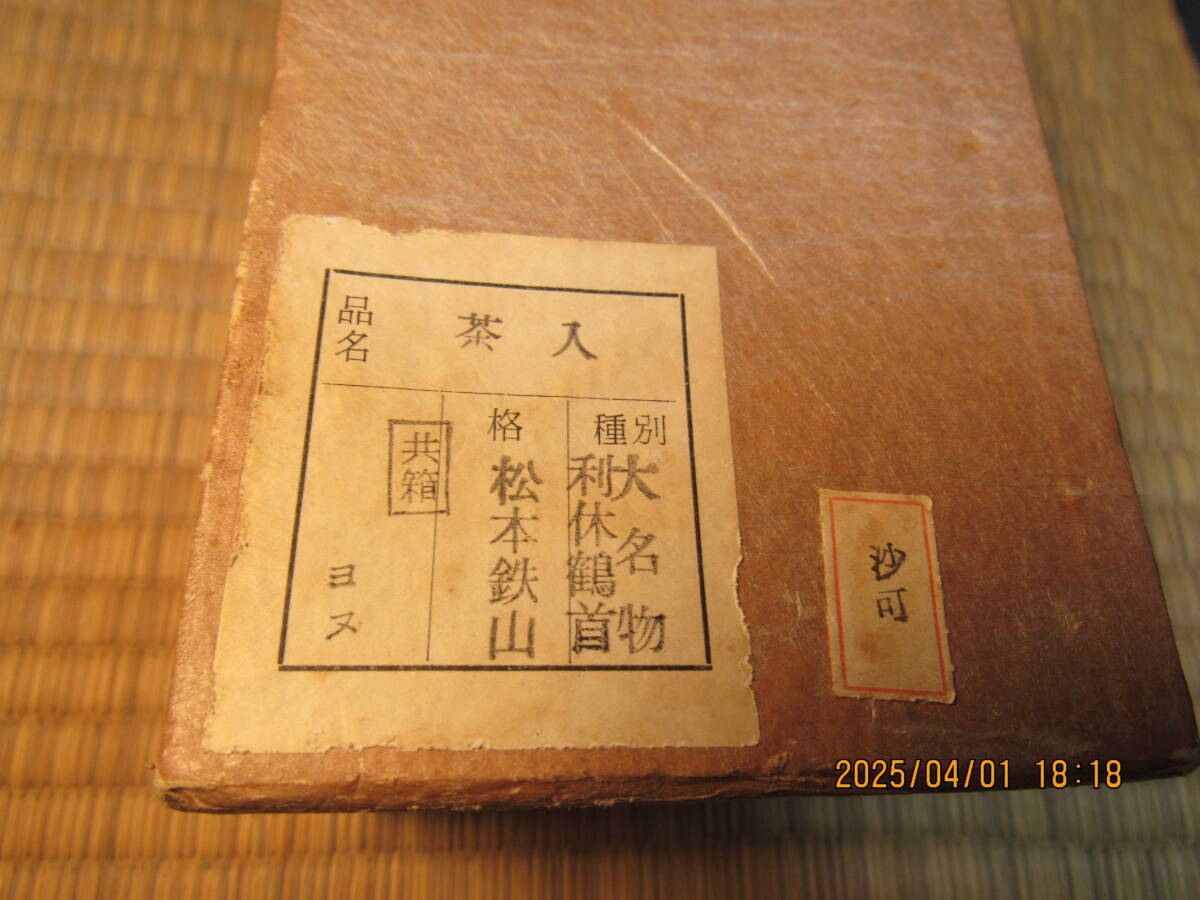 品名
茶入
種別
大名物
利休鶴首
格
松本鉄山
共箱
ヨヌ
沙可
2025/04/01 18:18